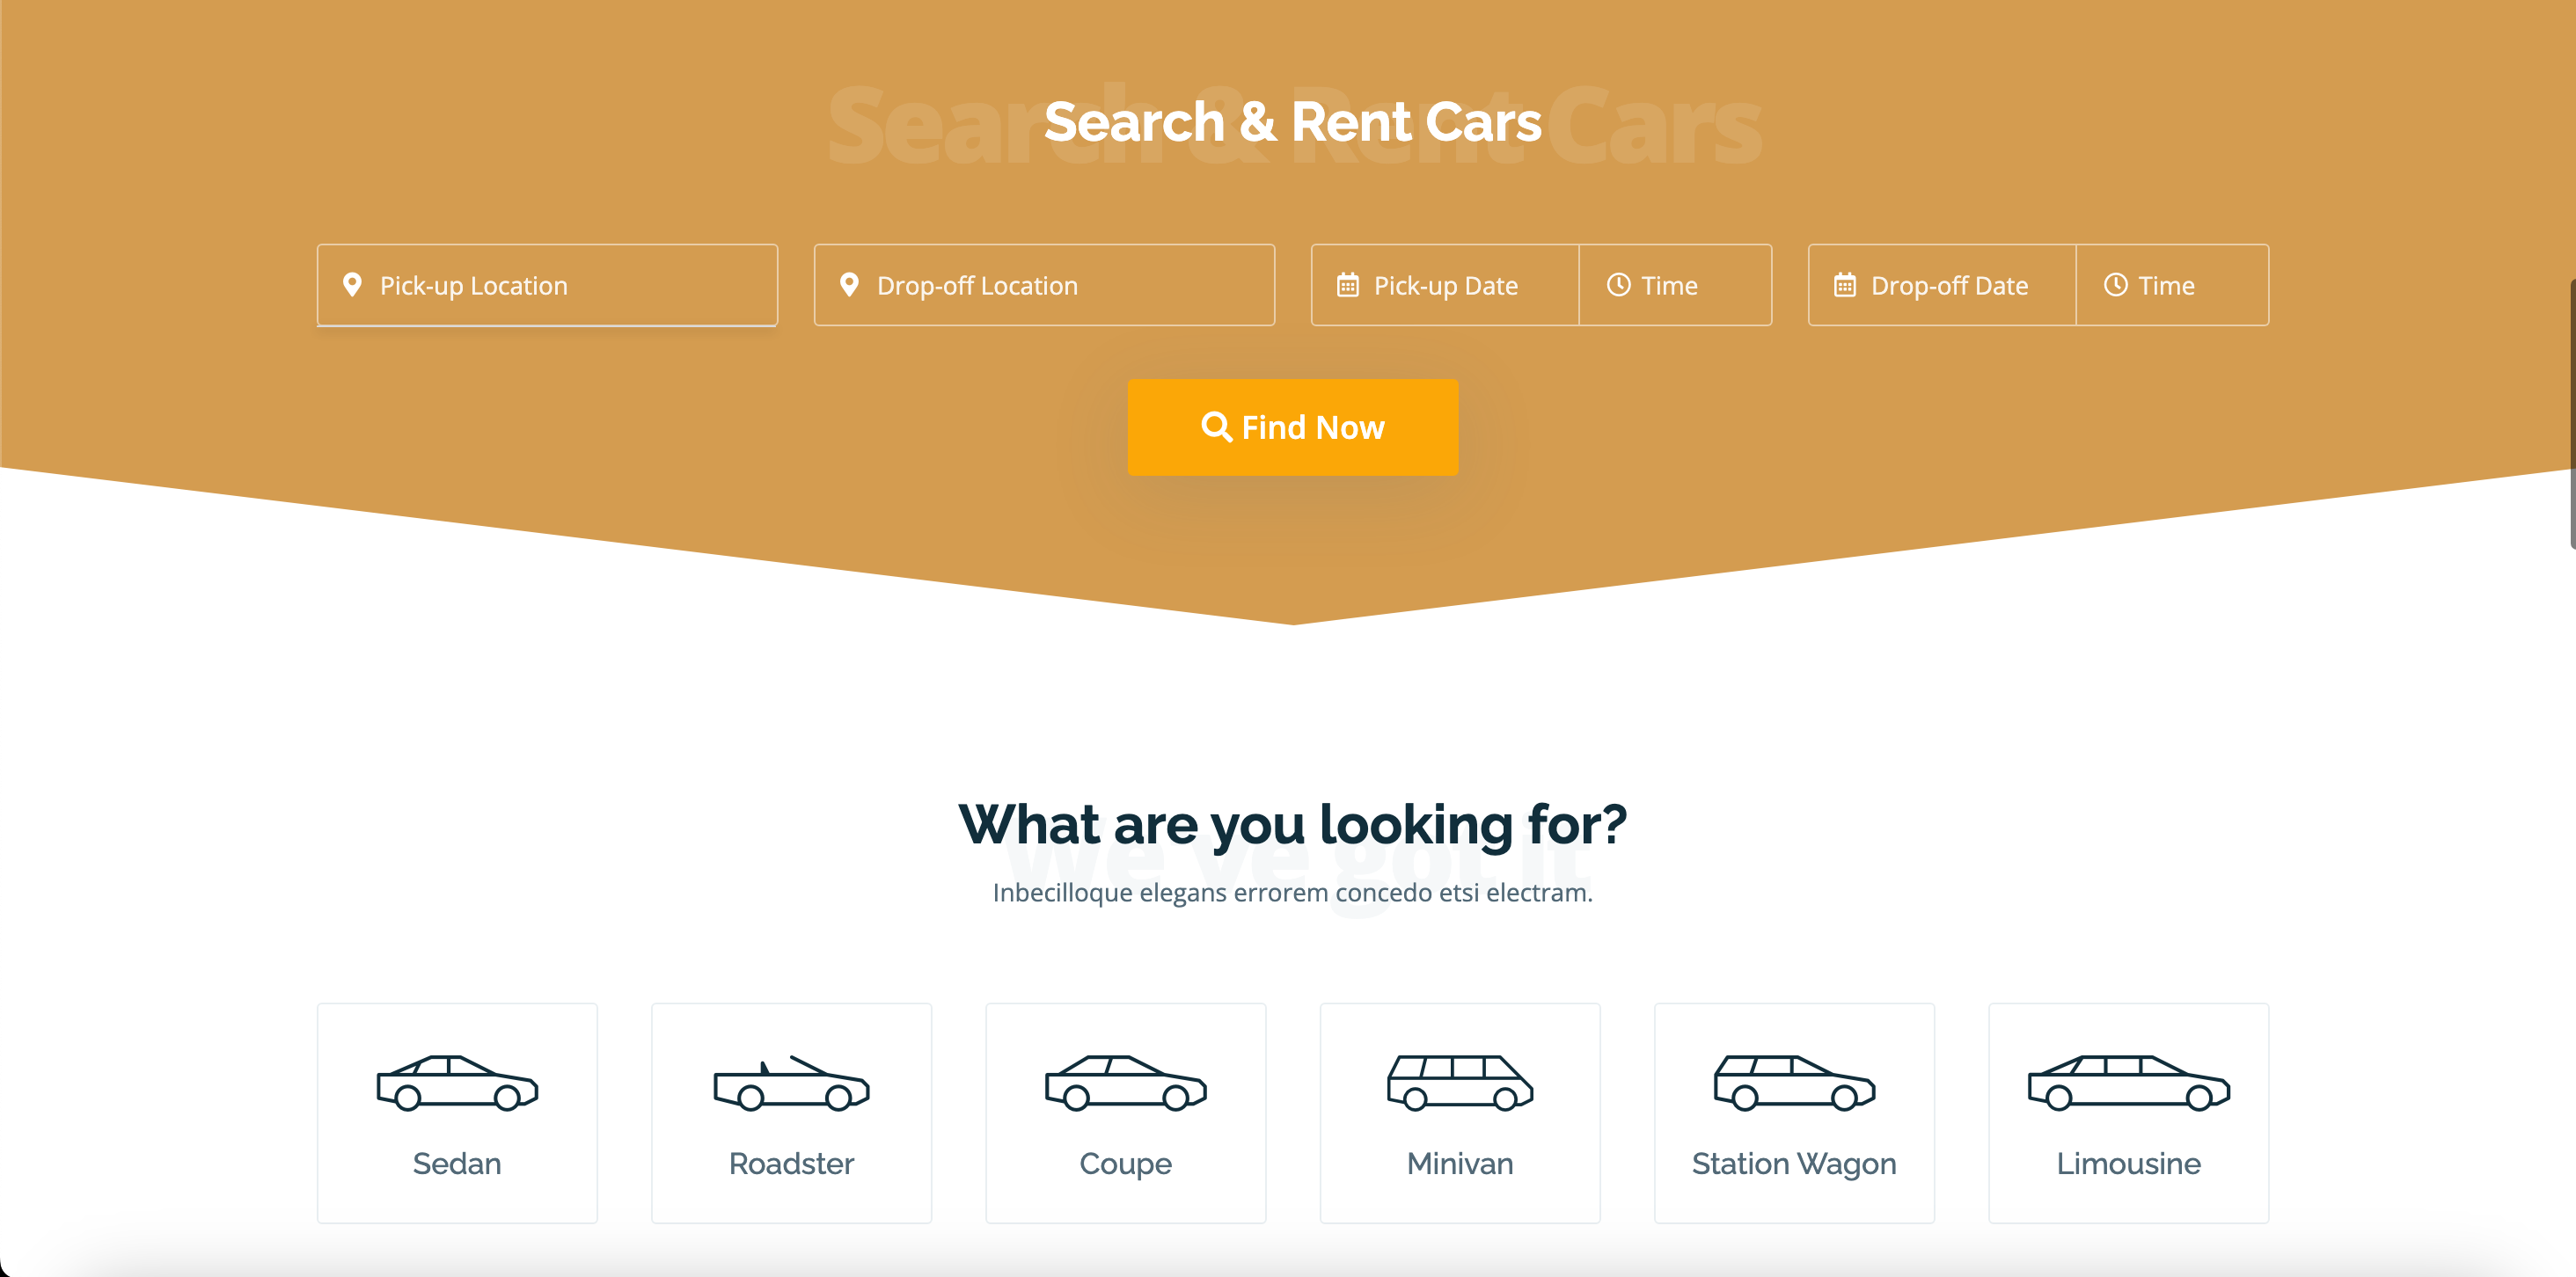 Search & Rent Cars
Search & Rent Cars
Pick-up Location
Drop-off Location
Pick-up Date
Time
Drop-off Date
Time
Find Now
What are you looking for?
We've got it
Inbecilloque elegans errorem concedo etsi electram.
Sedan
Roadster
Coupe
Minivan
Station Wagon
Limousine